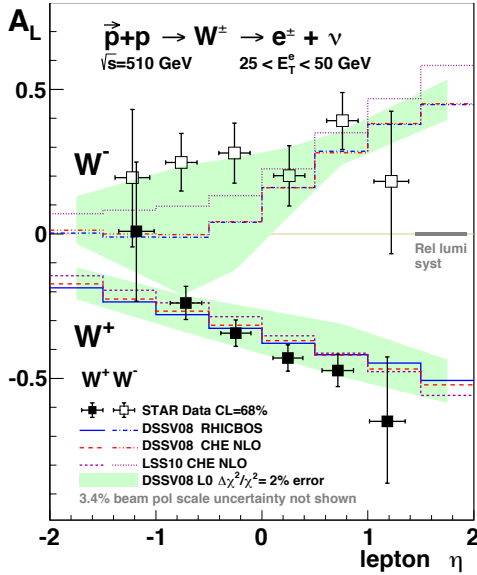 A_L
p⃗+p → W± → e± + ν
√s=510 GeV 25 < E_T^e < 50 GeV
0.5
W-
0
Rel lumi
syst
W+
-0.5
W+ W-
STAR Data CL=68%
DSSV08 RHICBOS
DSSV08 CHE NLO
LSS10 CHE NLO
DSSV08 L0 Δχ²/χ²= 2% error
3.4% beam pol scale uncertainty not shown
-2 -1 0 1 2
lepton η